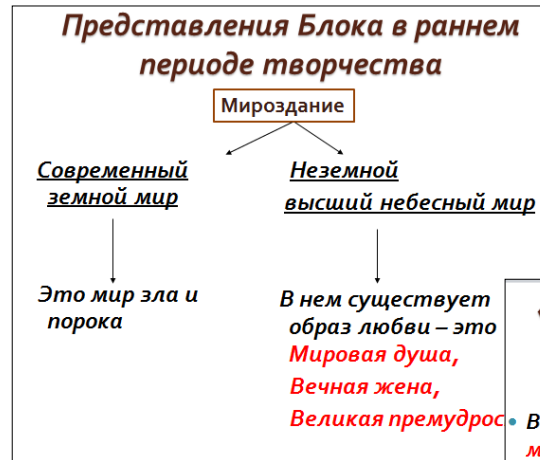 Представления Блока в раннем
периоде творчества
Мироздание
Современный
земной мир
Неземной
высший небесный мир
Это мир зла и
порока
В нем существует
образ любви – это
Мировая душа,
Вечная жена,
Великая премудрос